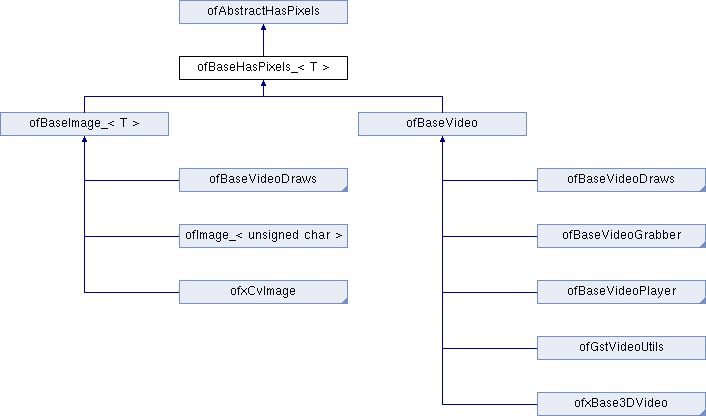 ofAbstractHasPixels
ofBaseHasPixels_< T >
ofBaseImage_< T >
ofBaseVideo
ofBaseVideoDraws
ofBaseVideoDraws
ofImage_< unsigned char >
ofBaseVideoGrabber
ofxCvImage
ofBaseVideoPlayer
ofGstVideoUtils
ofxBase3DVideo